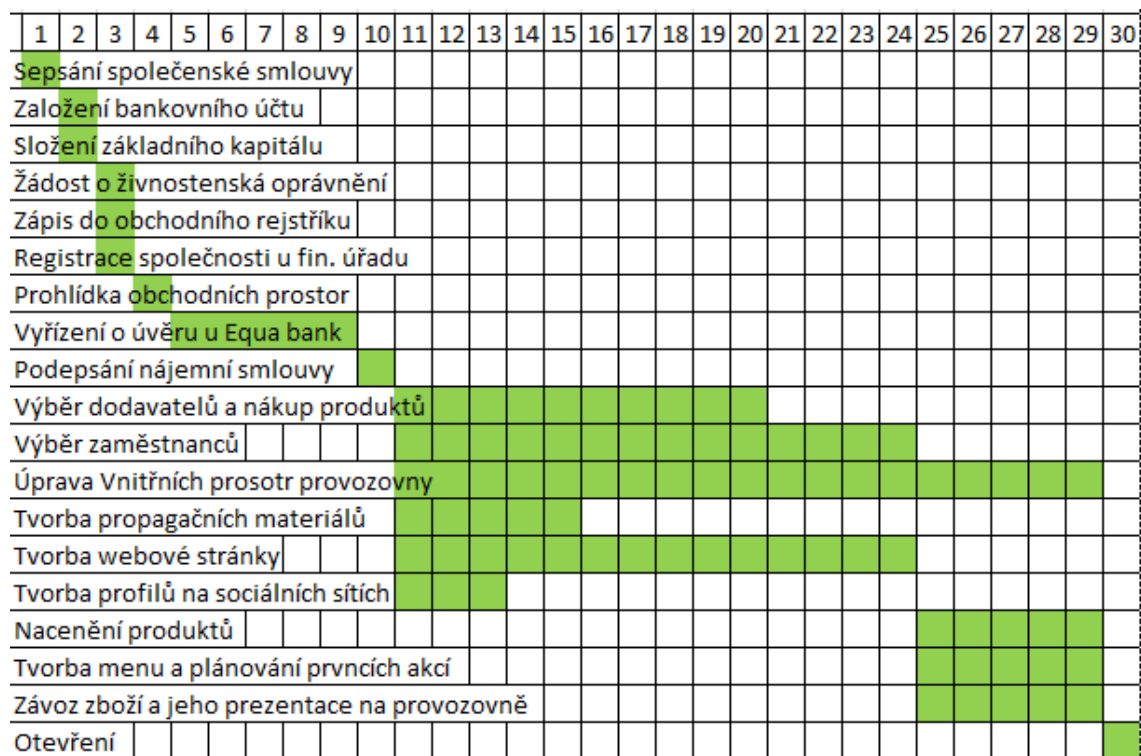 1 2 3 4 5 6 7 8 9 10 11 12 13 14 15 16 17 18 19 20 21 22 23 24 25 26 27 28 29 30
Sepsání společenské smlouvy
Založení bankovního účtu
Složení základního kapitálu
Žádost o živnostenská oprávnění
Zápis do obchodního rejstříku
Registrace společnosti u fin. úřadu
Prohlídka obchodních prostor
Vyřízení o úvěru u Equa bank
Podepsání nájemní smlouvy
Výběr dodavatelů a nákup produktů
Výběr zaměstnanců
Úprava Vnitřních prosotr provozovny
Tvorba propagačních materiálů
Tvorba webové stránky
Tvorba profilů na sociálních sítích
Nacenění produktů
Tvorba menu a plánování prvncích akcí
Závoz zboží a jeho prezentace na provozovně
Otevření